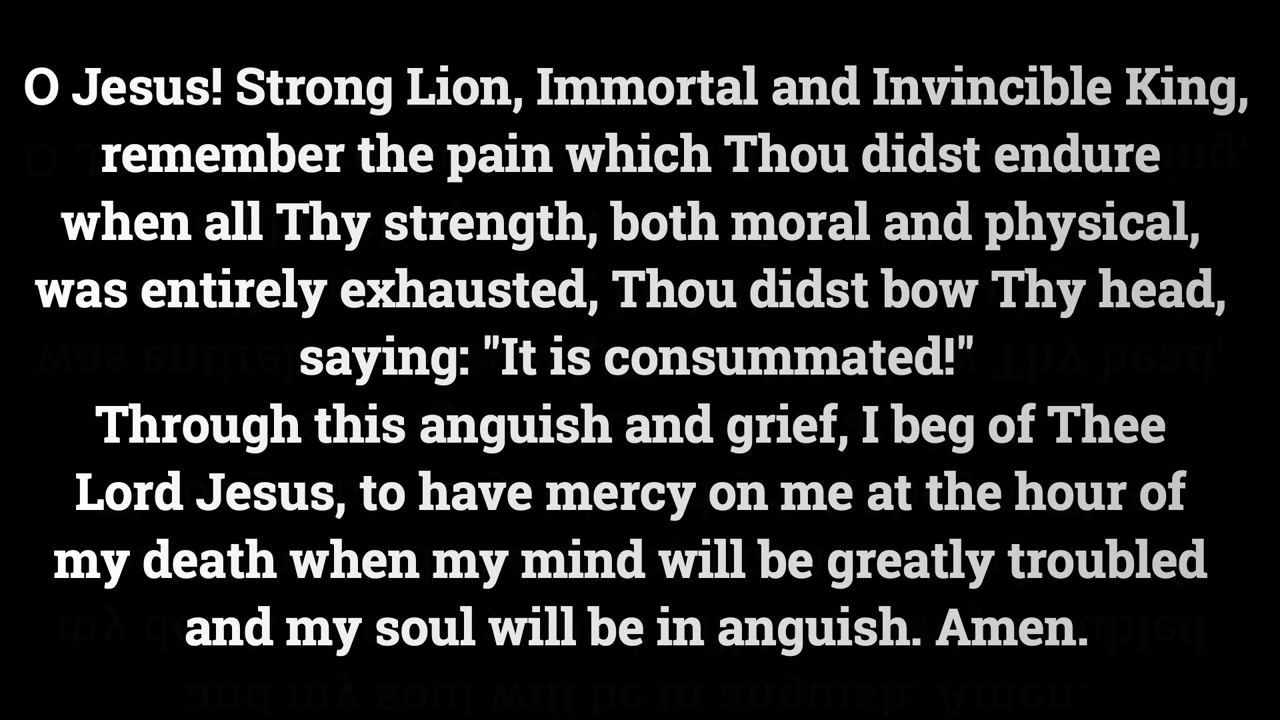 O Jesus! Strong Lion, Immortal and Invincible King,
remember the pain which Thou didst endure
when all Thy strength, both moral and physical,
was entirely exhausted, Thou didst bow Thy head,
saying: "It is consummated!"
Through this anguish and grief, I beg of Thee
Lord Jesus, to have mercy on me at the hour of
my death when my mind will be greatly troubled
and my soul will be in anguish. Amen.